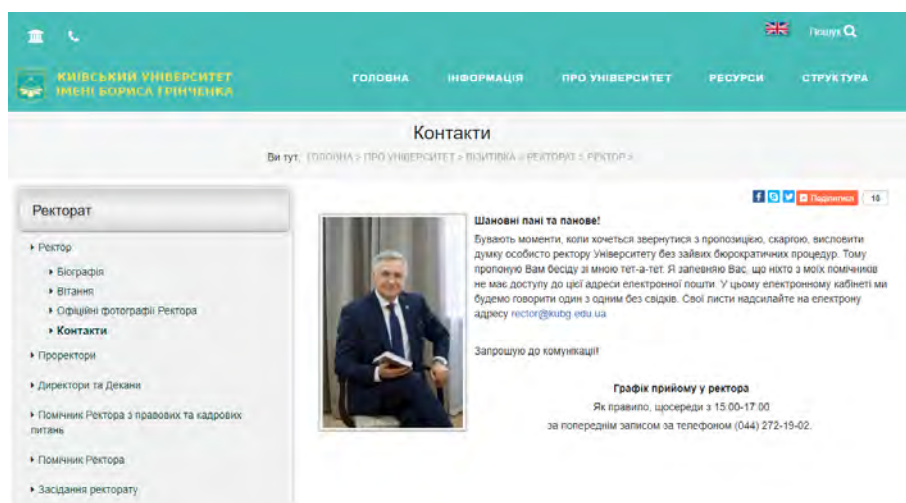 Пошук
КИЇВСЬКИЙ УНІВЕРСИТЕТ
ІМЕНІ БОРИСА ГРІНЧЕНКА
ГОЛОВНА ІНФОРМАЦІЯ ПРО УНІВЕРСИТЕТ РЕСУРСИ СТРУКТУРА
Контакти
Ви тут: ГОЛОВНА > ПРО УНІВЕРСИТЕТ > ВІЗИТІВКА > РЕКТОРАТ > РЕКТОР >
Ректорат
Ректор
Біографія
Вітання
Офіційні фотографії Ректора
Контакти
Проректори
Директори та Декани
Помічник Ректора з правових та кадрових
питань
Помічник Ректора
Засідання ректорату
Поділитися 16
Шановні пані та панове!
Бувають моменти, коли хочеться звернутися з пропозицією, скаргою, висловити
думку особисто ректору Університету без зайвих бюрократичних процедур. Тому
пропоную Вам бесіду зі мною тет-а-тет. Я запевняю Вас, що ніхто з моїх помічників
не має доступу до цієї адреси електронної пошти. У цьому електронному кабінеті ми
будемо говорити один з одним без свідків. Свої листи надсилайте на електрону
адресу rector@kubg.edu.ua
Запрошую до комунікації!
Графік прийому у ректора
Як правило, щосереди з 15.00-17.00
за попереднім записом за телефоном (044) 272-19-02.